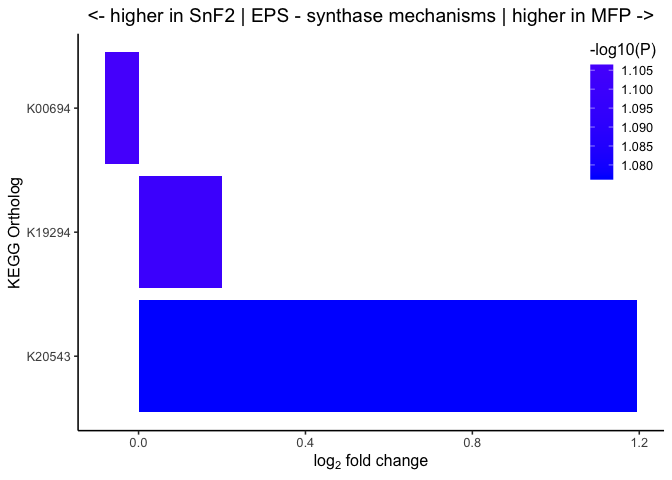 <- higher in SnF2 | EPS - synthase mechanisms | higher in MFP ->
-log10(P)
1.105
1.100
1.095
1.090
1.085
1.080
KEGG Ortholog
K00694
K19294
K20543
0.0
0.4
0.8
1.2
log2 fold change